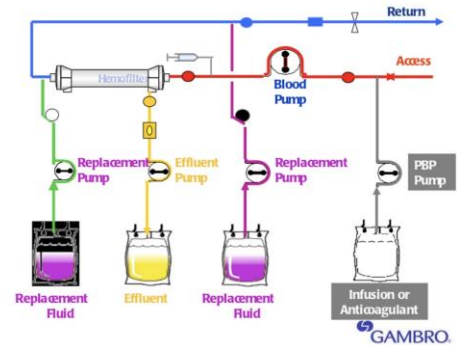 Return
Access
Hemofilter
Blood
Pump
Replacement
Pump
Effluent
Pump
Replacement
Pump
PBP
Pump
Replacement
Fluid
Effluent
Replacement
Fluid
Infusion or
Anticoagulant
GAMBRO®